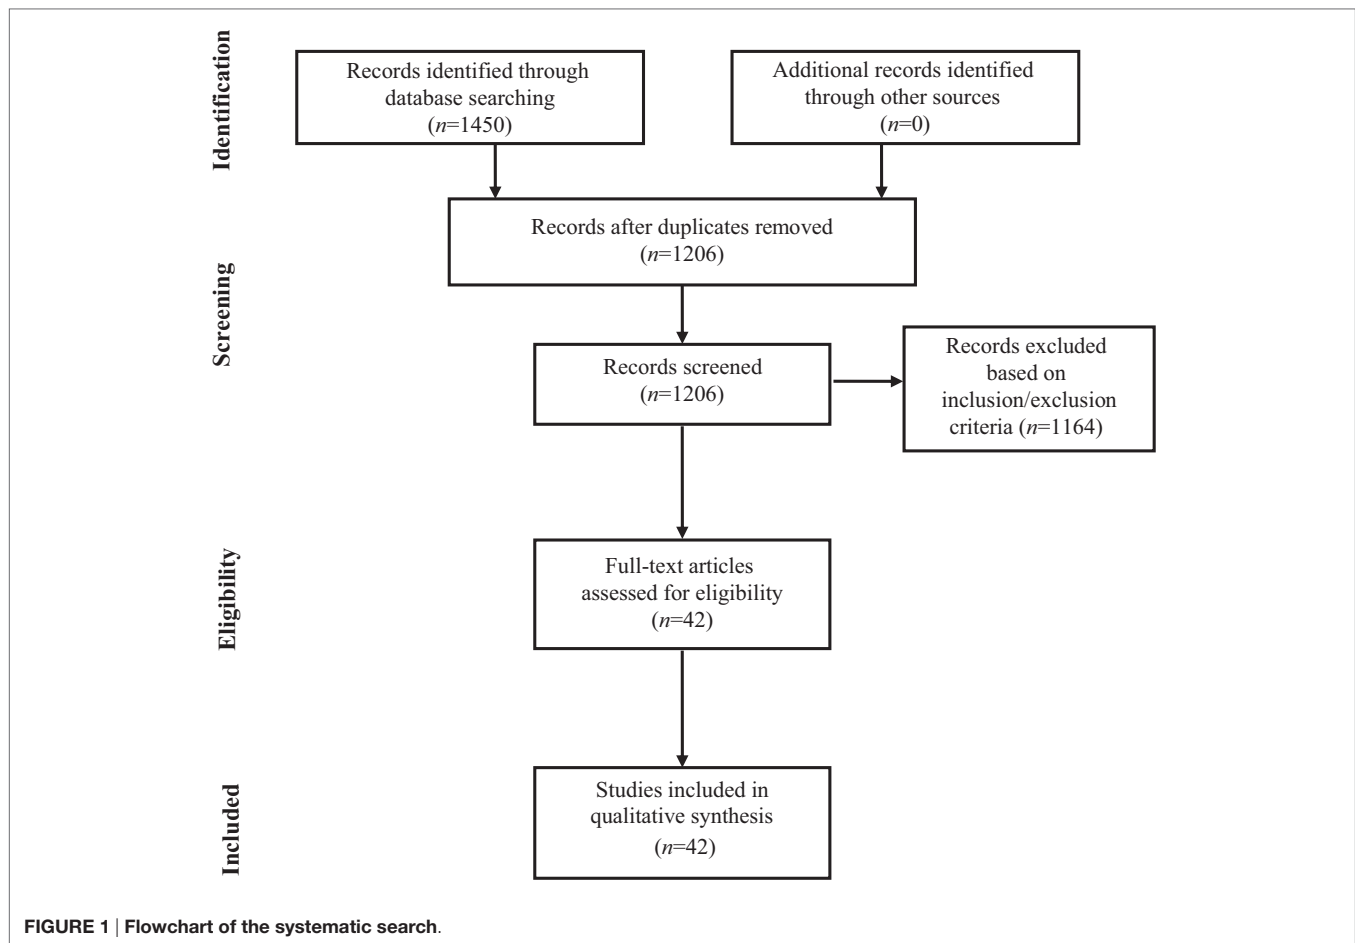 Identification
Records identified through
database searching
(n=1450)
Additional records identified
through other sources
(n=0)
Records after duplicates removed
(n=1206)
Screening
Records screened
(n=1206)
Records excluded
based on
inclusion/exclusion
criteria (n=1164)
Eligibility
Full-text articles
assessed for eligibility
(n=42)
Included
Studies included in
qualitative synthesis
(n=42)
FIGURE 1 | Flowchart of the systematic search.